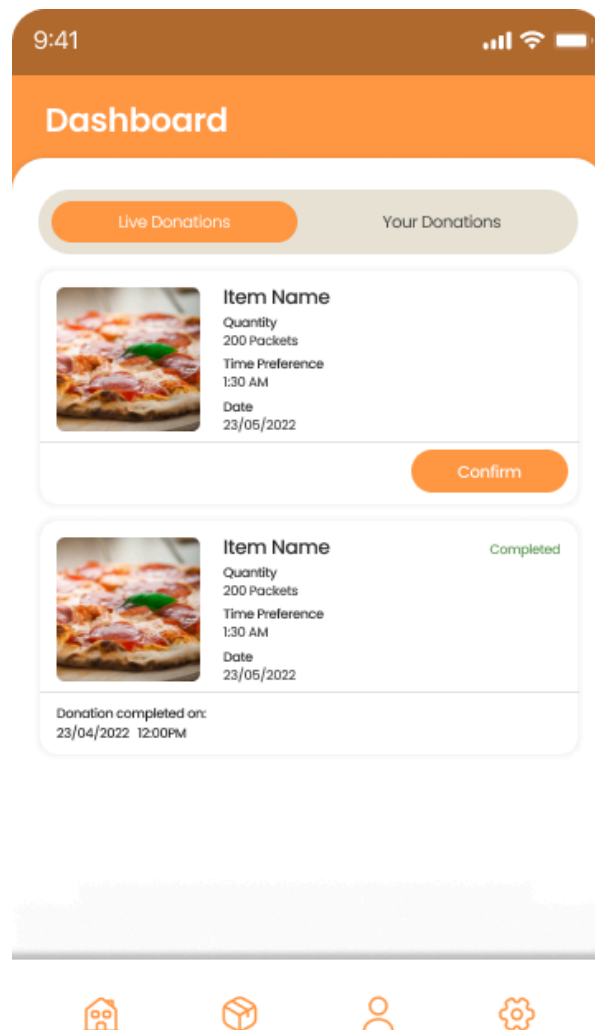 9:41
Dashboard
Live Donations
Your Donations
Item Name
Quantity
200 Packets
Time Preference
1:30 AM
Date
23/05/2022
Confirm
Item Name
Completed
Quantity
200 Packets
Time Preference
1:30 AM
Date
23/05/2022
Donation completed on:
23/04/2022 12:00PM